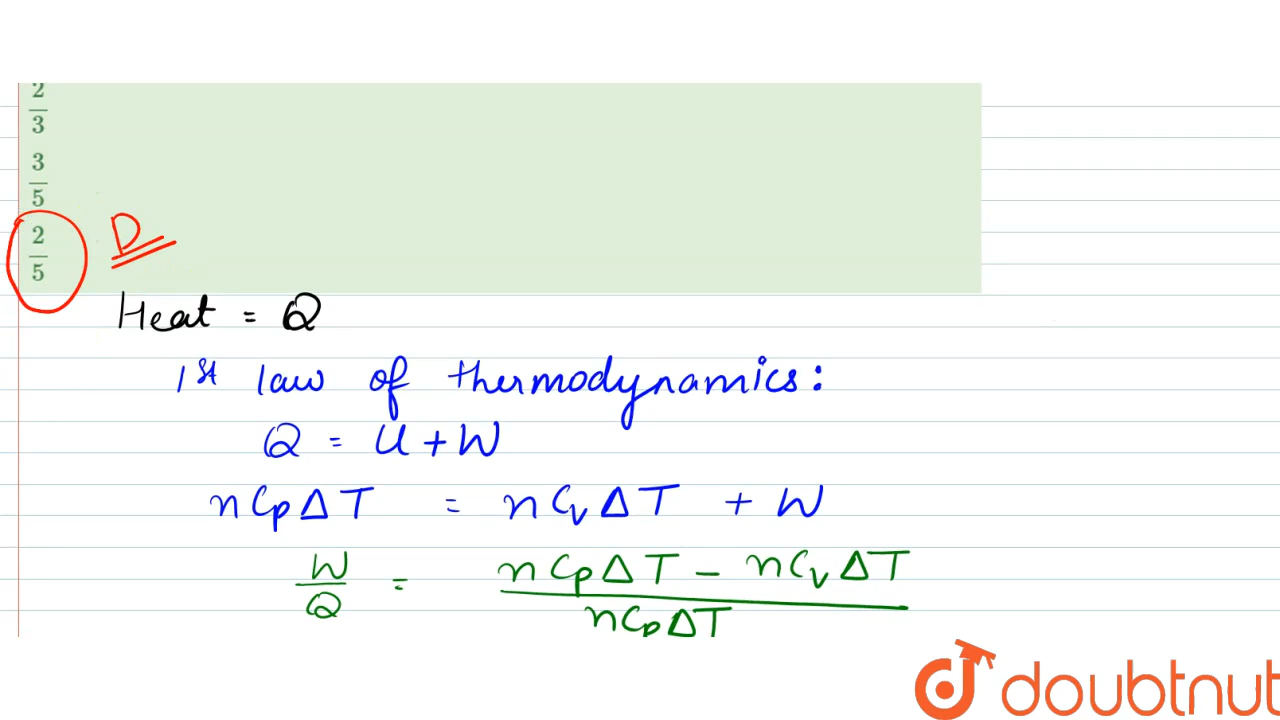 2
3
3
5
2
5
D
Heat = Q
1st law of thermodynamics:
Q = U + W
nCpΔT = nCvΔT + W
W
Q
=
nCpΔT - nCvΔT
nCpΔT
doubtnut